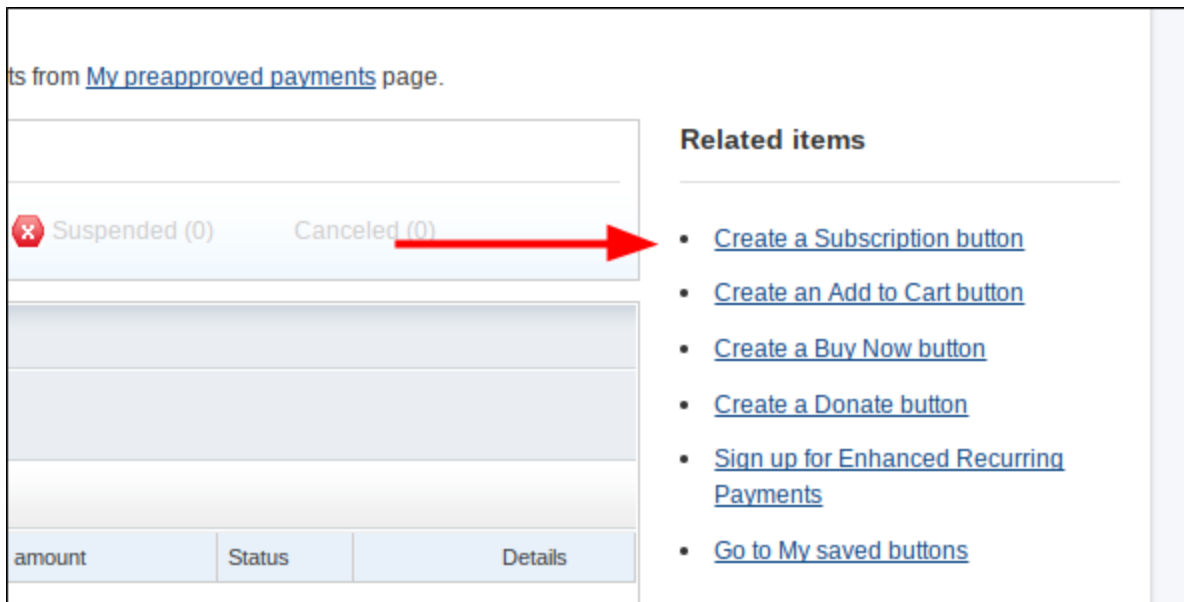 ts from My preapproved payments page.
Related items
Suspended (0) Canceled (0)
Create a Subscription button
Create an Add to Cart button
Create a Buy Now button
Create a Donate button
Sign up for Enhanced Recurring
Payments
Go to My saved buttons
amount Status Details